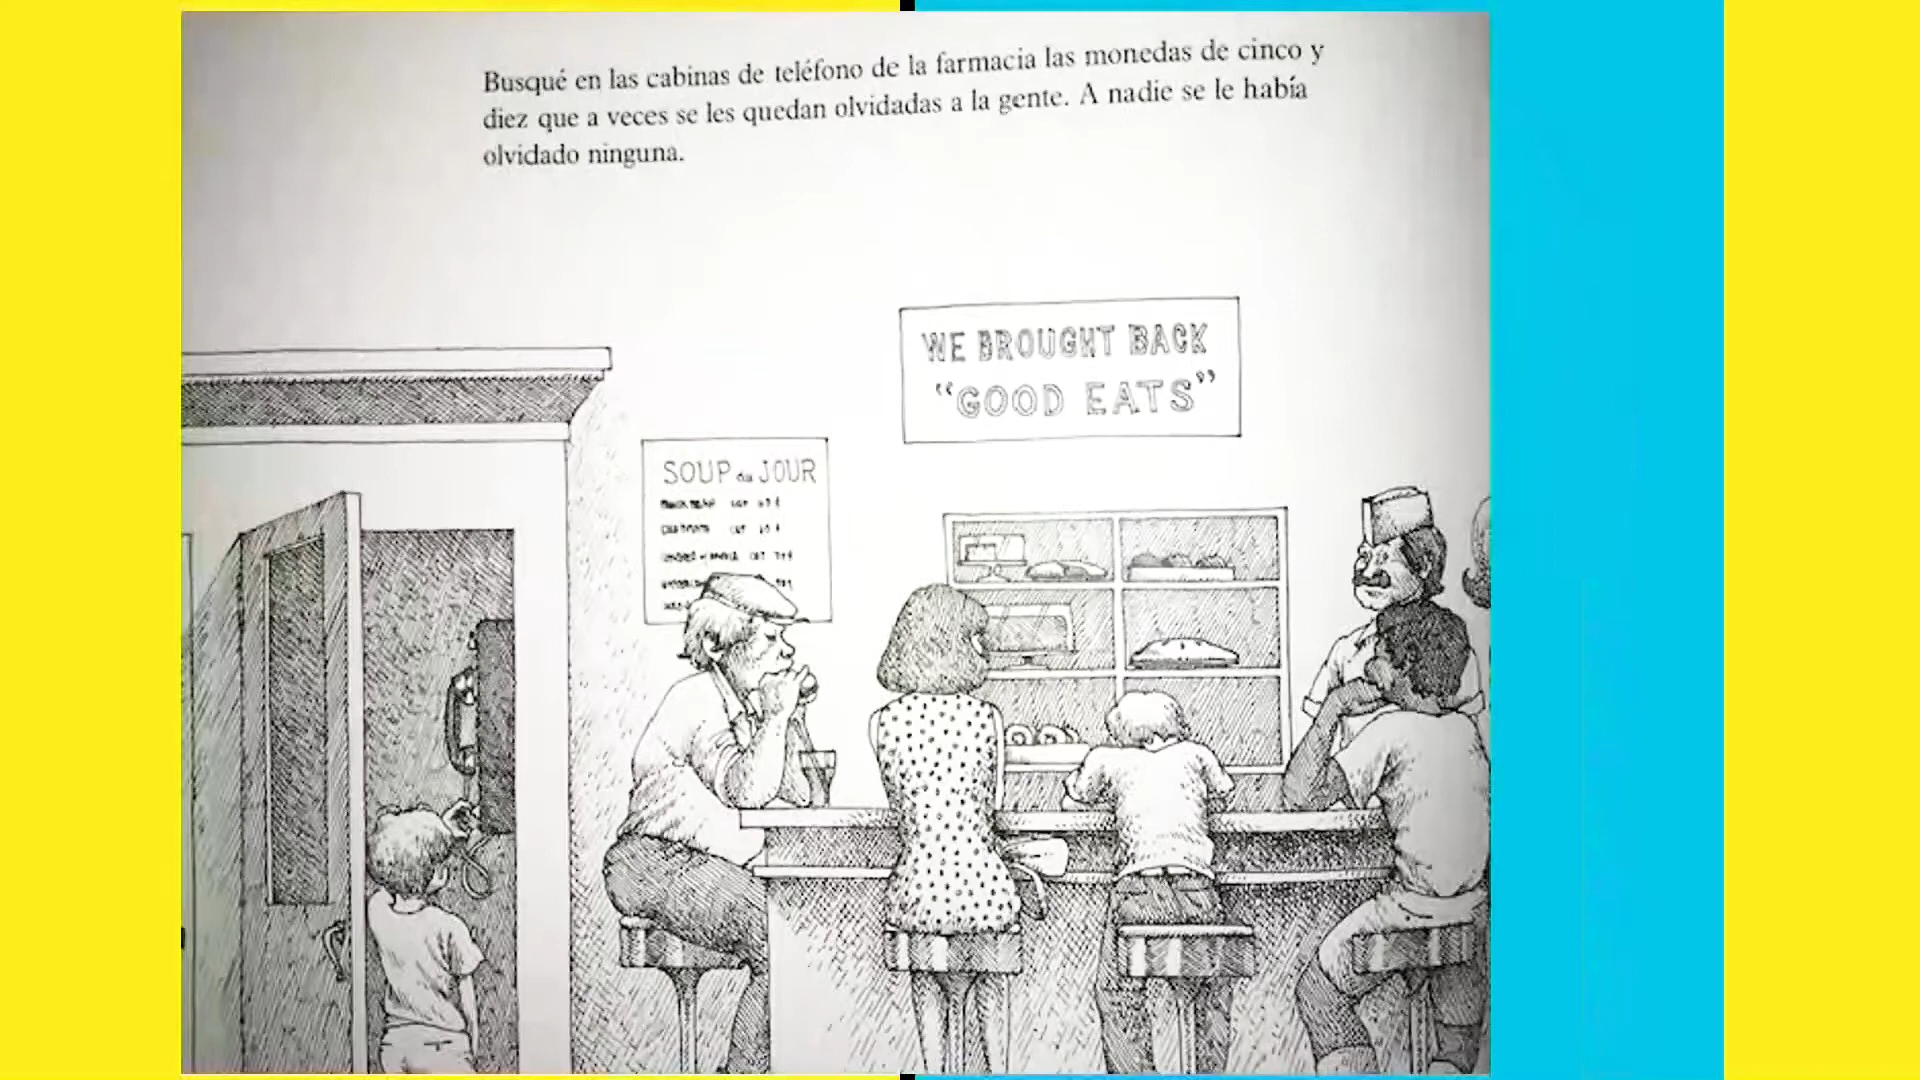 Busqué en las cabinas de teléfono de la farmacia las monedas de cinco y
diez que a veces se les quedan olvidadas a la gente. A nadie se le había
olvidado ninguna.
WE BROUGHT BACK
“GOOD EATS”
SOUP du JOUR